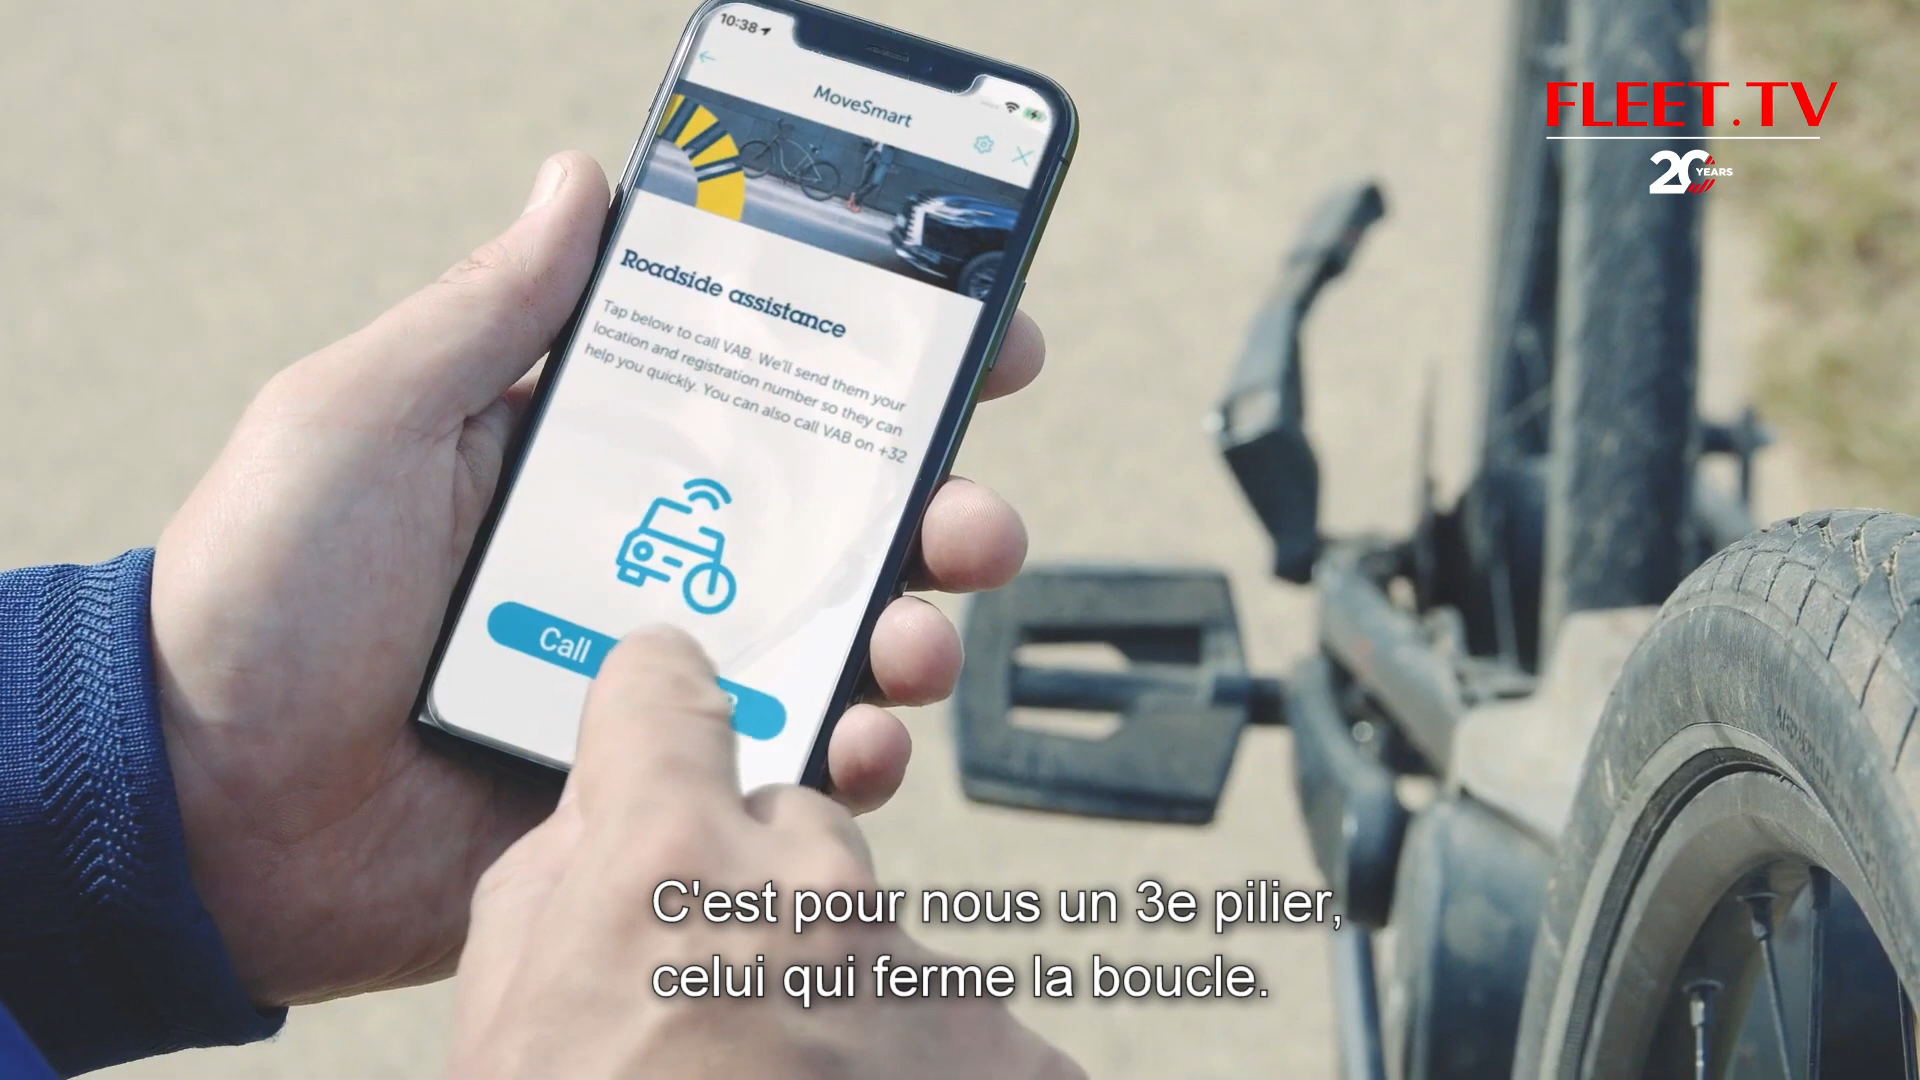 10:38
MoveSmart
FLEET.TV
20 YEARS
Roadside assistance
Tap below to call VAB. We'll send them your
location and registration number so they can
help you quickly. You can also call VAB on +32
Call
C'est pour nous un 3e pilier,
celui qui ferme la boucle.